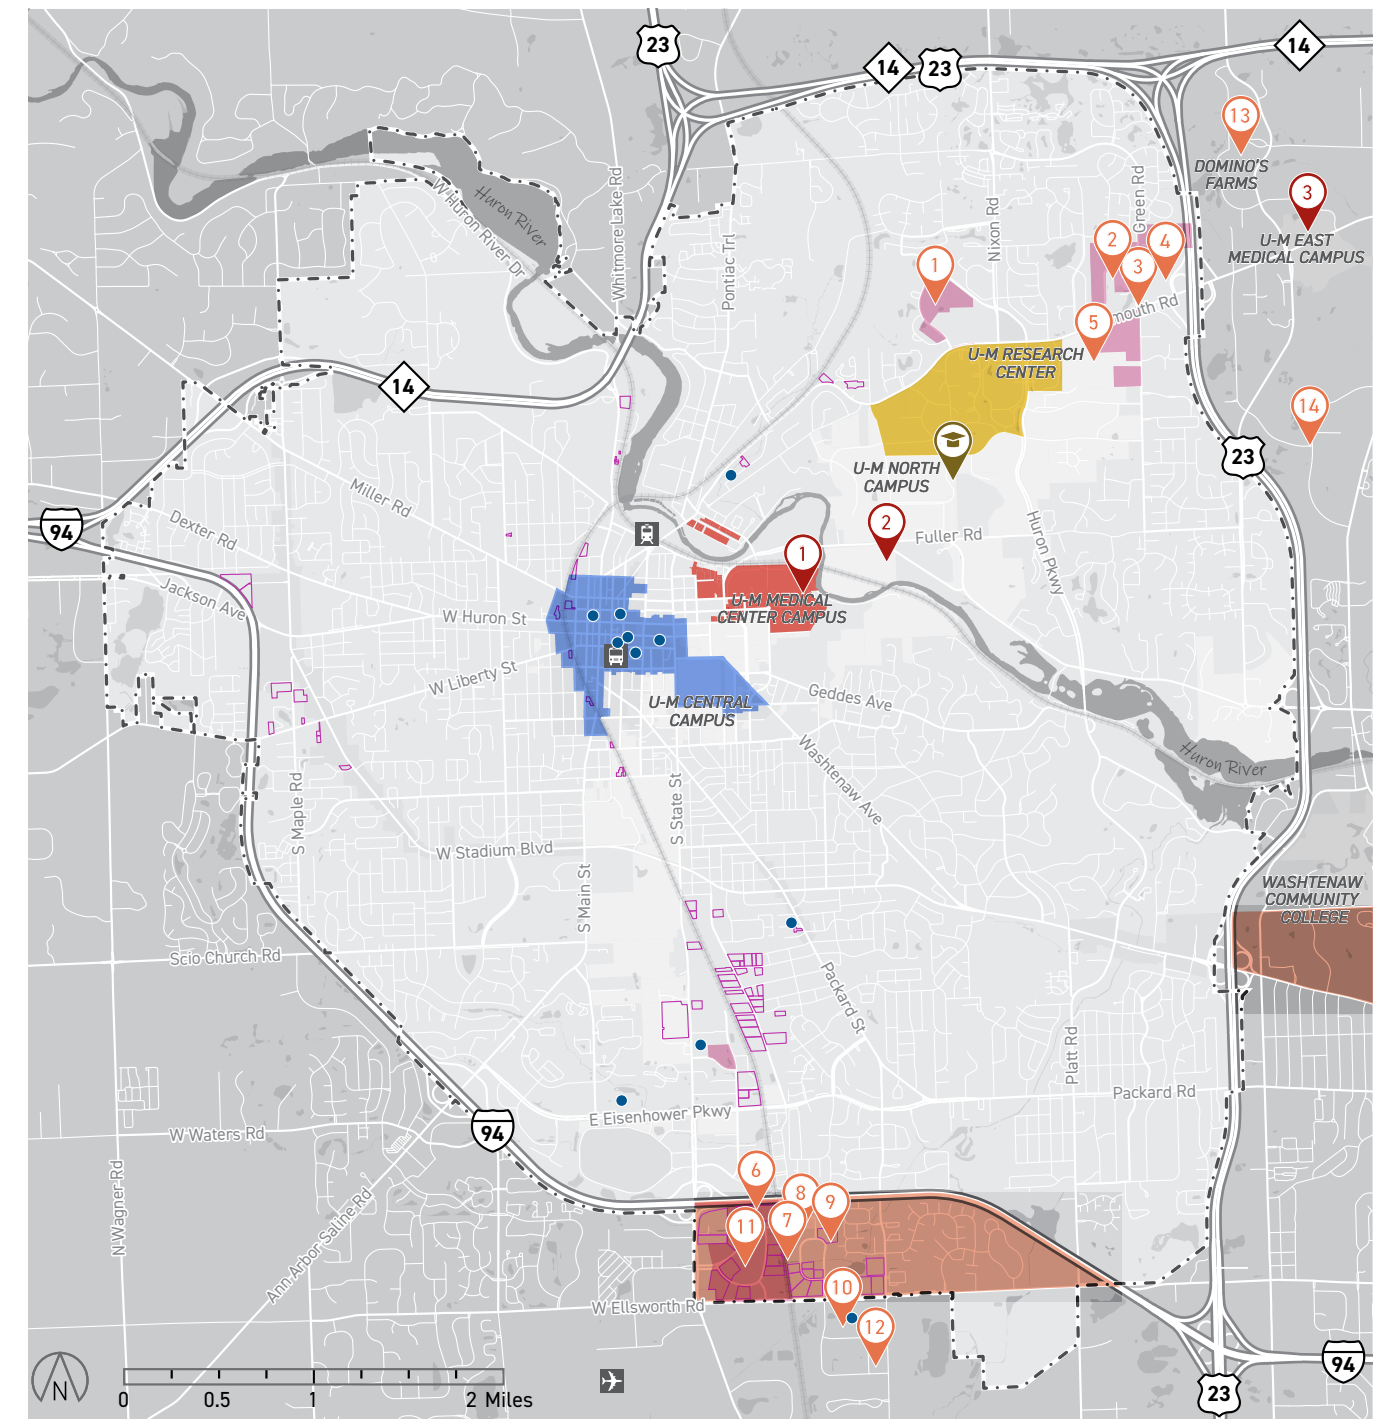 23
14
23
14
13
DOMINO'S
FARMS
3
U-M EAST
MEDICAL CAMPUS
W Huron River Dr
Huron River
Whitmore Lake Rd
Pontiac Trl
Nixon Rd
Green Rd
1
2
3
4
5
mouth Rd
U-M RESEARCH
CENTER
14
14
23
U-M NORTH
CAMPUS
94
Miller Rd
Dexter Rd
Jackson Ave
2
Fuller Rd
Huron Pkwy
1
U-M MEDICAL
CENTER CAMPUS
W Huron St
W Liberty St
U-M CENTRAL
CAMPUS
Geddes Ave
Washtenaw Ave
Huron River
S Maple Rd
S State St
W Stadium Blvd
S Main St
WASHTENAW
COMMUNITY
COLLEGE
Scio Church Rd
Packard St
Platt Rd
Packard Rd
E Eisenhower Pkwy
94
W Waters Rd
N Wagner Rd
Ann Arbor Saline Rd
6
8
9
7
11
10
12
W Ellsworth Rd
94
23
N
0 0.5 1 2 Miles